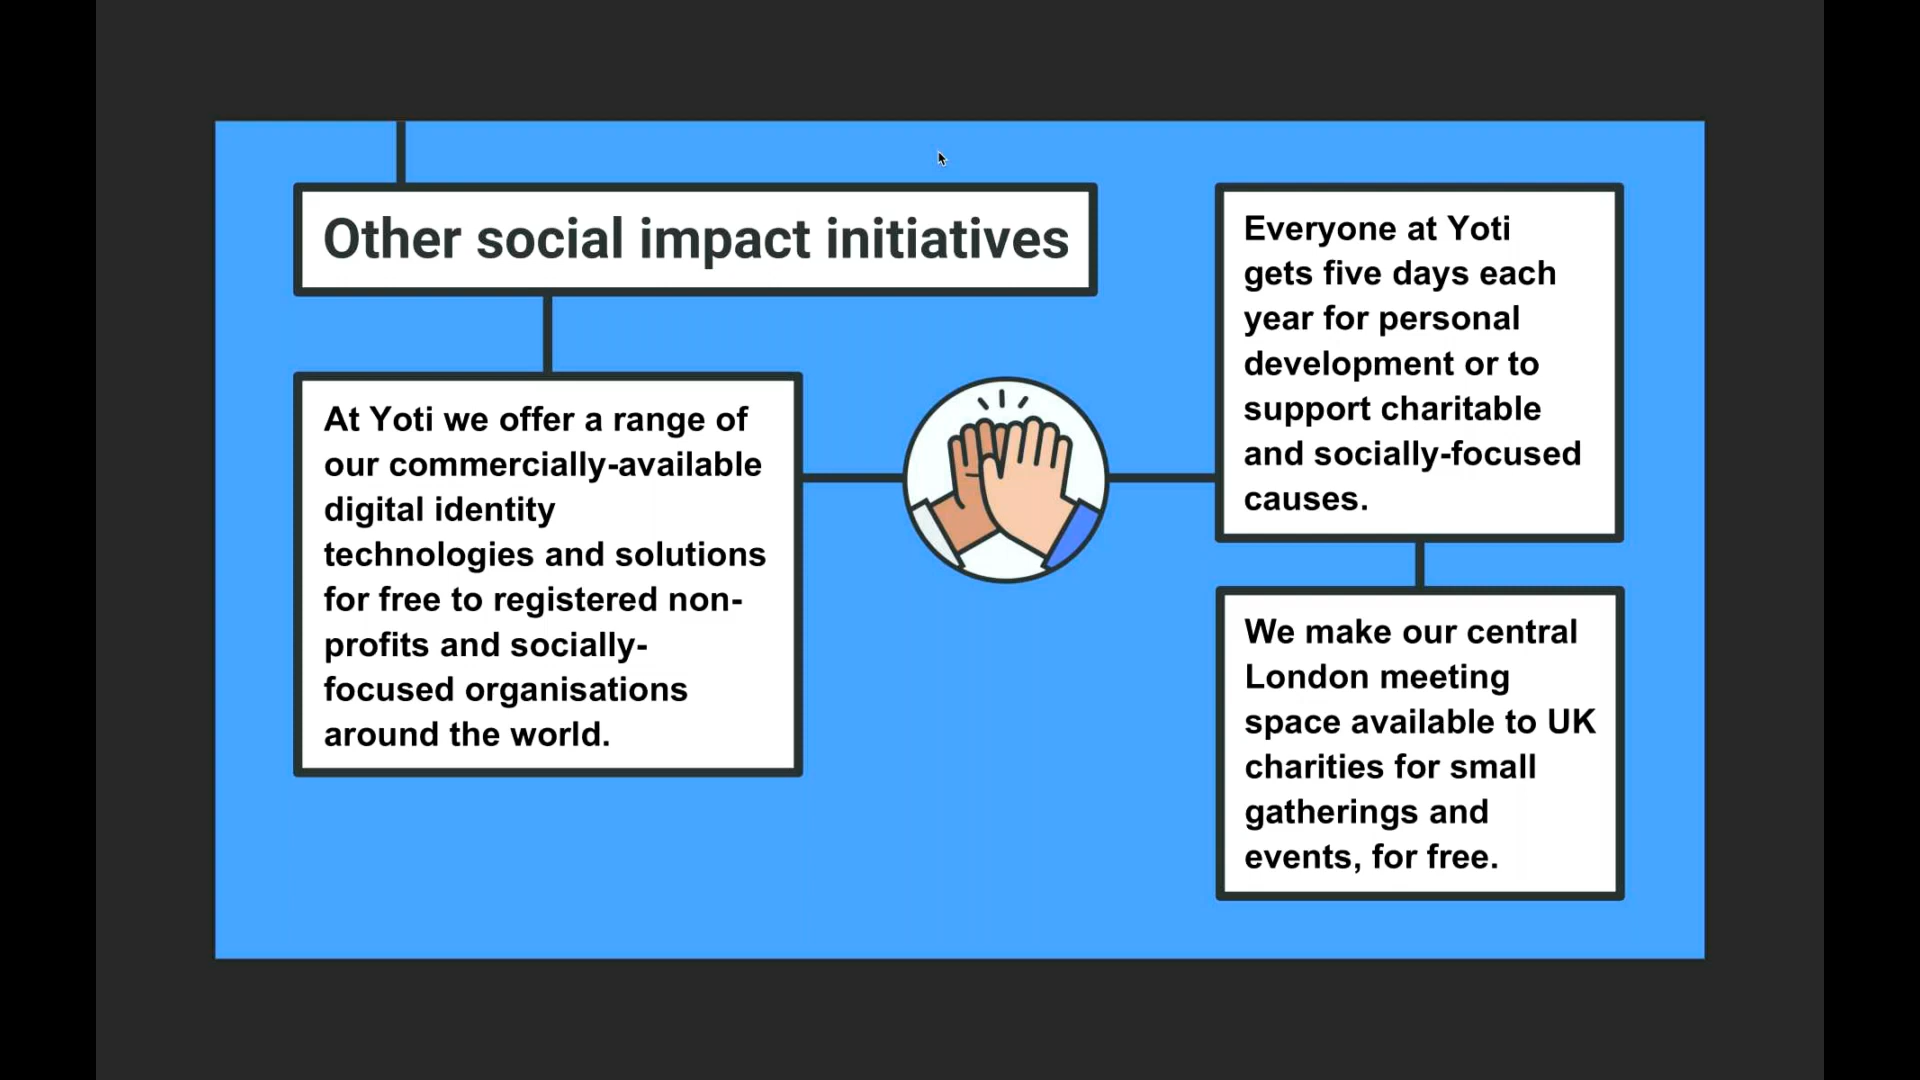 Other social impact initiatives
At Yoti we offer a range of
our commercially-available
digital identity
technologies and solutions
for free to registered non-
profits and socially-
focused organisations
around the world.
Everyone at Yoti
gets five days each
year for personal
development or to
support charitable
and socially-focused
causes.
We make our central
London meeting
space available to UK
charities for small
gatherings and
events, for free.